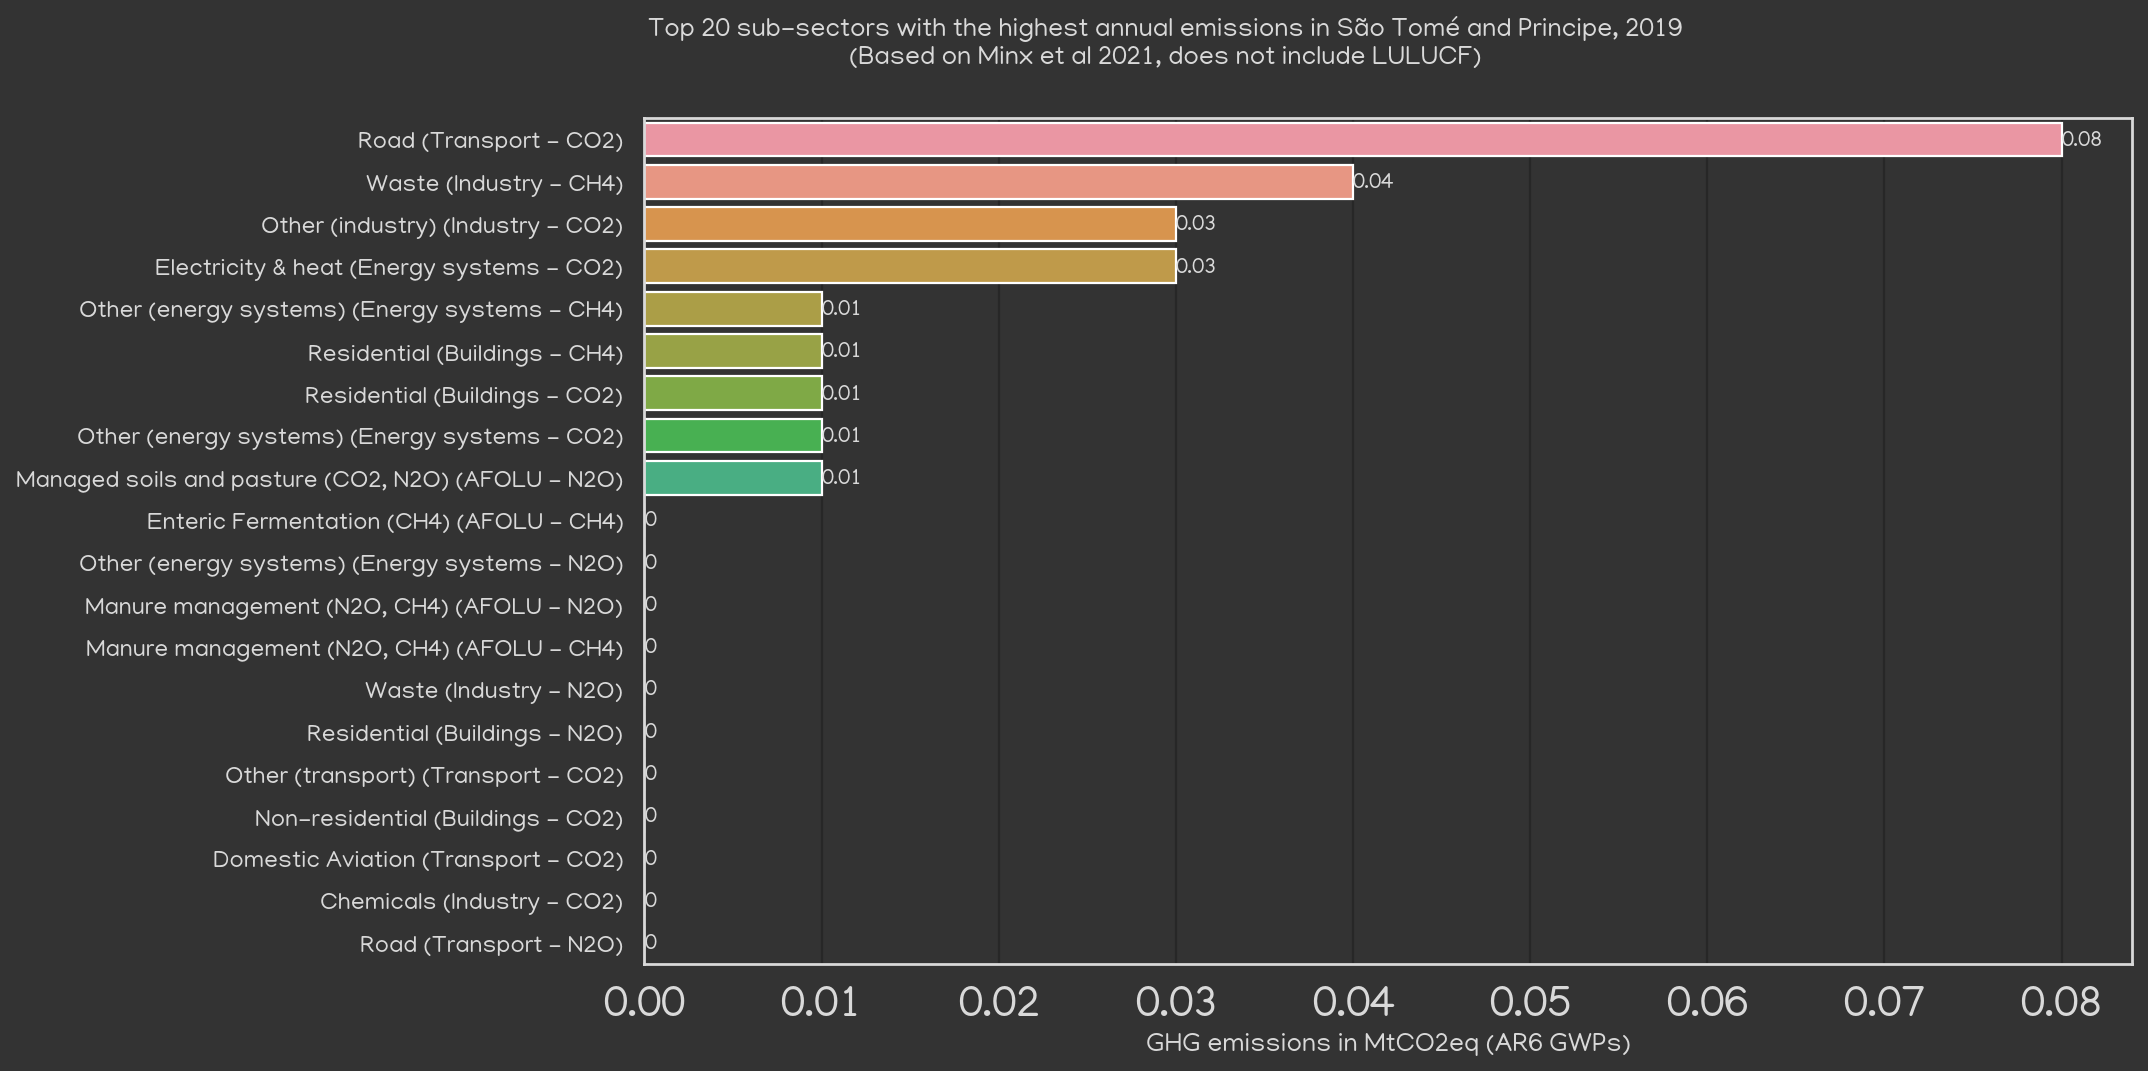 Top 20 sub-sectors with the highest annual emissions in São Tomé and Principe, 2019
(Based on Minx et al 2021, does not include LULUCF)
Road (Transport - CO2) 0.08
Waste (Industry - CH4) 0.04
Other (industry) (Industry - CO2) 0.03
Electricity & heat (Energy systems - CO2) 0.03
Other (energy systems) (Energy systems - CH4) 0.01
Residential (Buildings - CH4) 0.01
Residential (Buildings - CO2) 0.01
Other (energy systems) (Energy systems - CO2) 0.01
Managed soils and pasture (CO2, N2O) (AFOLU - N2O) 0.01
Enteric Fermentation (CH4) (AFOLU - CH4) 0
Other (energy systems) (Energy systems - N2O) 0
Manure management (N2O, CH4) (AFOLU - N2O) 0
Manure management (N2O, CH4) (AFOLU - CH4) 0
Waste (Industry - N2O) 0
Residential (Buildings - N2O) 0
Other (transport) (Transport - CO2) 0
Non-residential (Buildings - CO2) 0
Domestic Aviation (Transport - CO2) 0
Chemicals (Industry - CO2) 0
Road (Transport - N2O) 0
0.00 0.01 0.02 0.03 0.04 0.05 0.06 0.07 0.08
GHG emissions in MtCO2eq (AR6 GWPs)